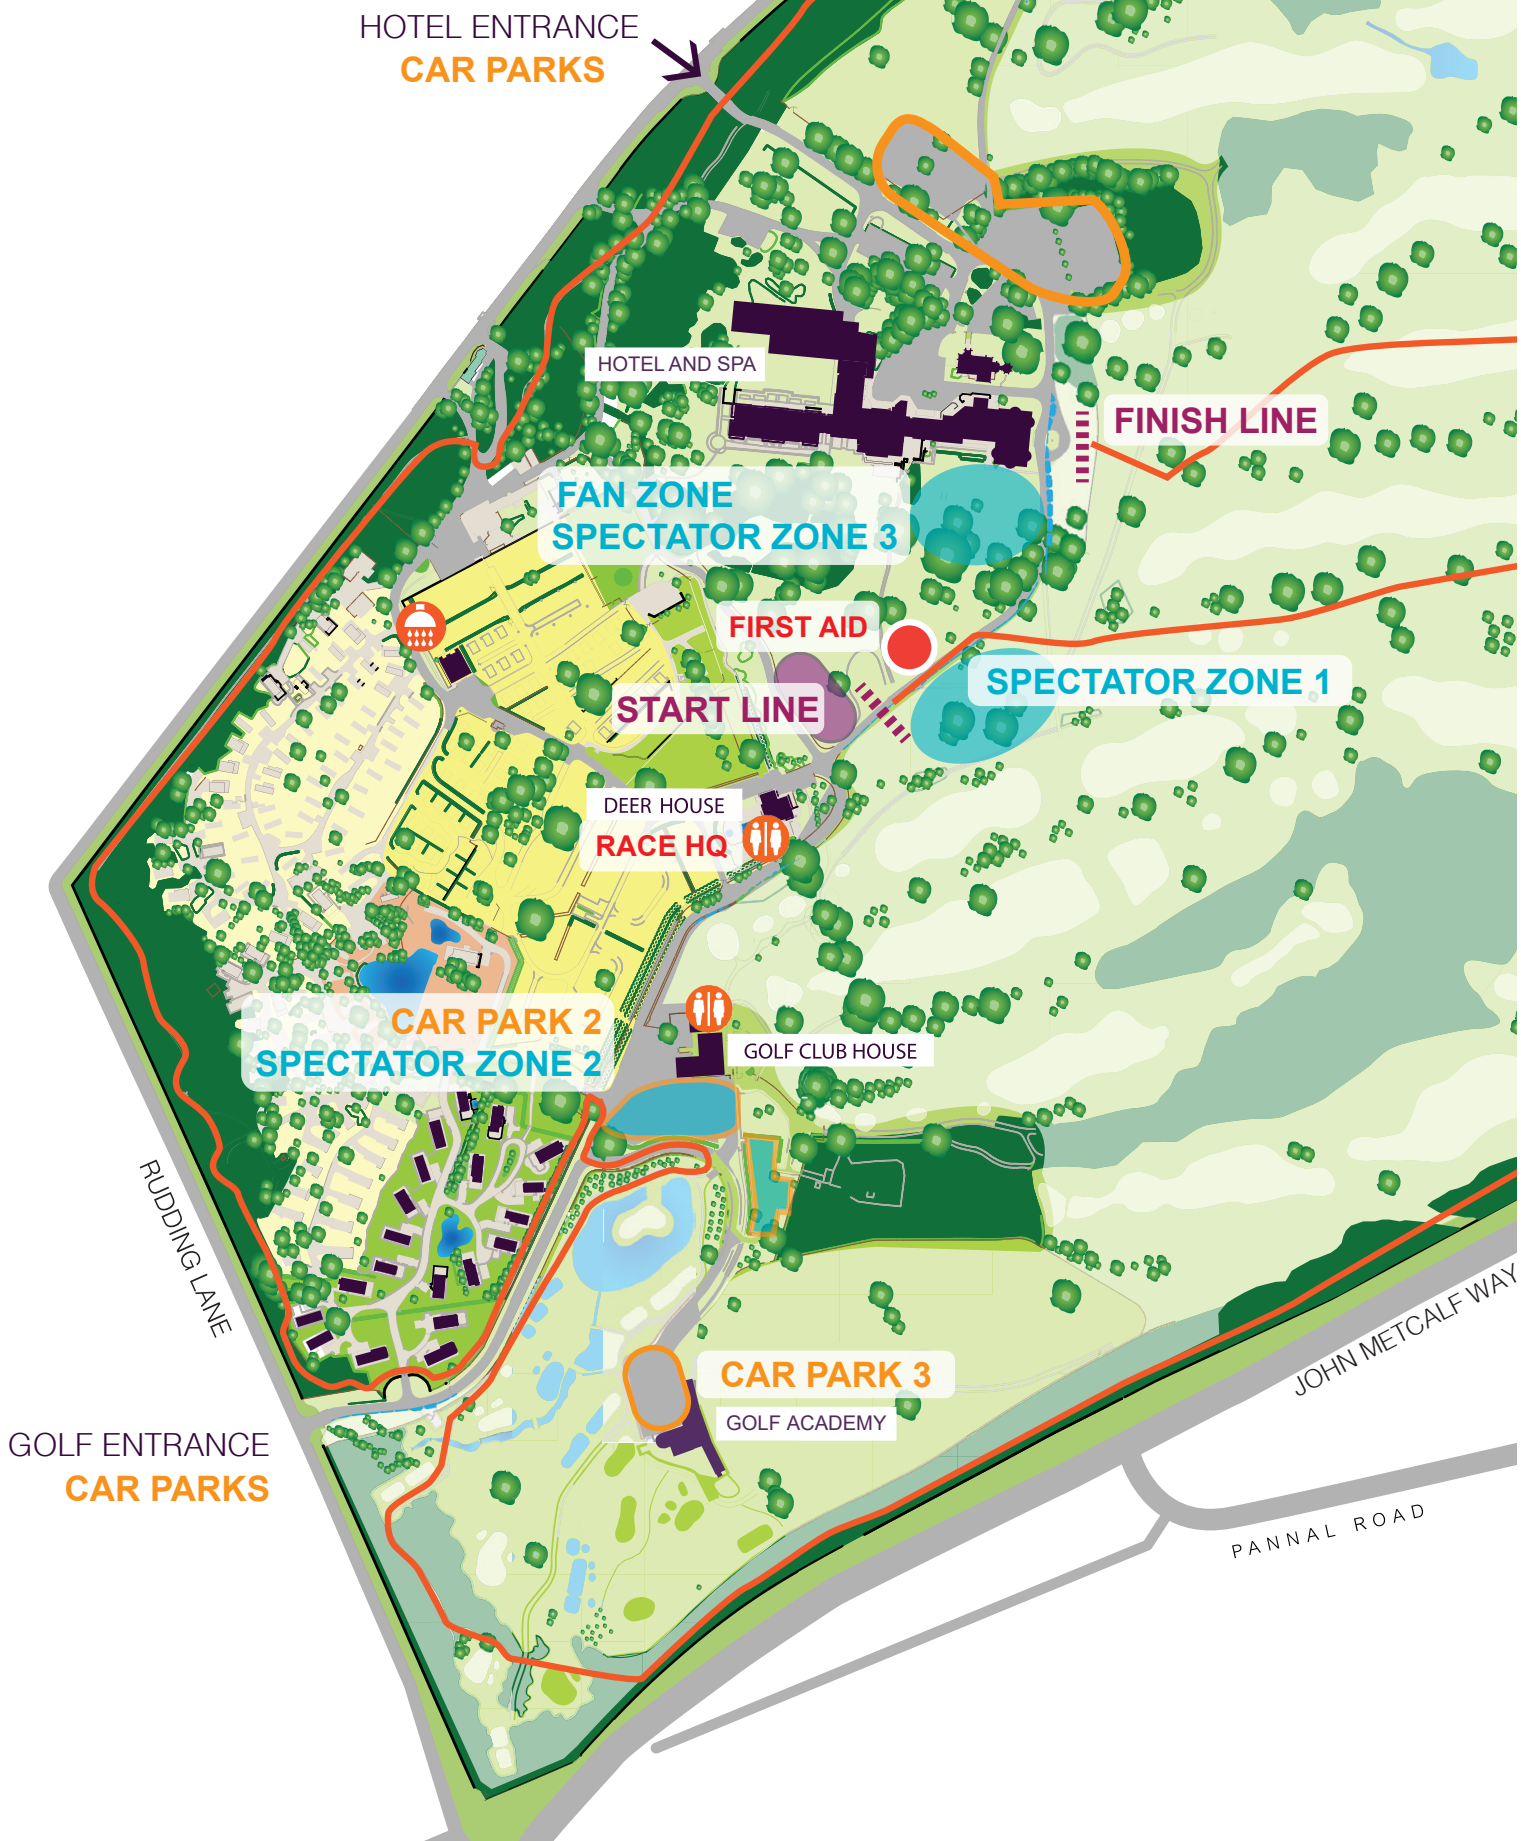 HOTEL ENTRANCE
CAR PARKS
HOTEL AND SPA
FINISH LINE
FAN ZONE
SPECTATOR ZONE 3
FIRST AID
SPECTATOR ZONE 1
START LINE
DEER HOUSE
RACE HQ
CAR PARK 2
SPECTATOR ZONE 2
GOLF CLUB HOUSE
RUDDING LANE
JOHN METCALF WAY
CAR PARK 3
GOLF ACADEMY
GOLF ENTRANCE
CAR PARKS
PANNAL ROAD